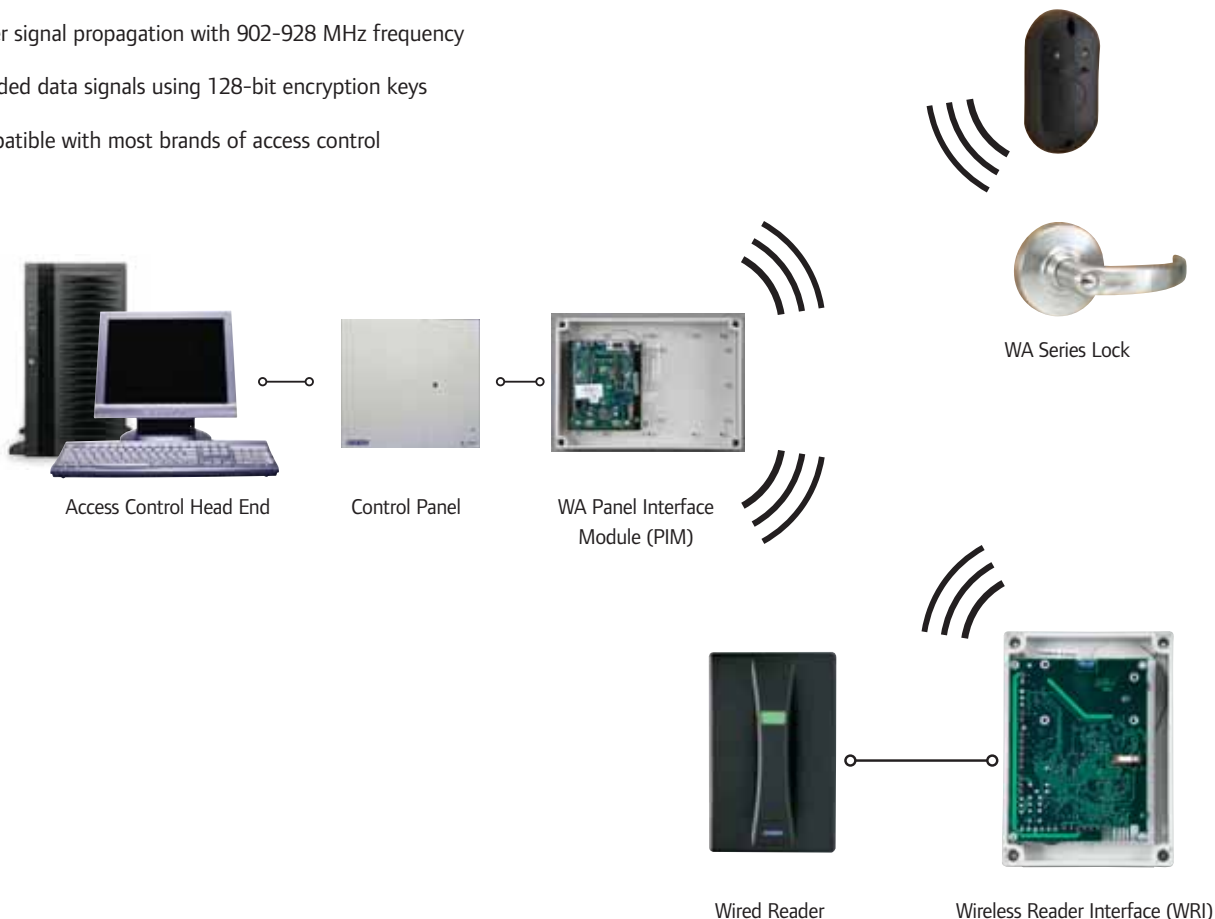 signal propagation with 902-928 MHz frequency
data signals using 128-bit encryption keys
with most brands of access control
WA Series Lock
Access Control Head End
Control Panel
WA Panel Interface
Module (PIM)
Wired Reader
Wireless Reader Interface (WRI)